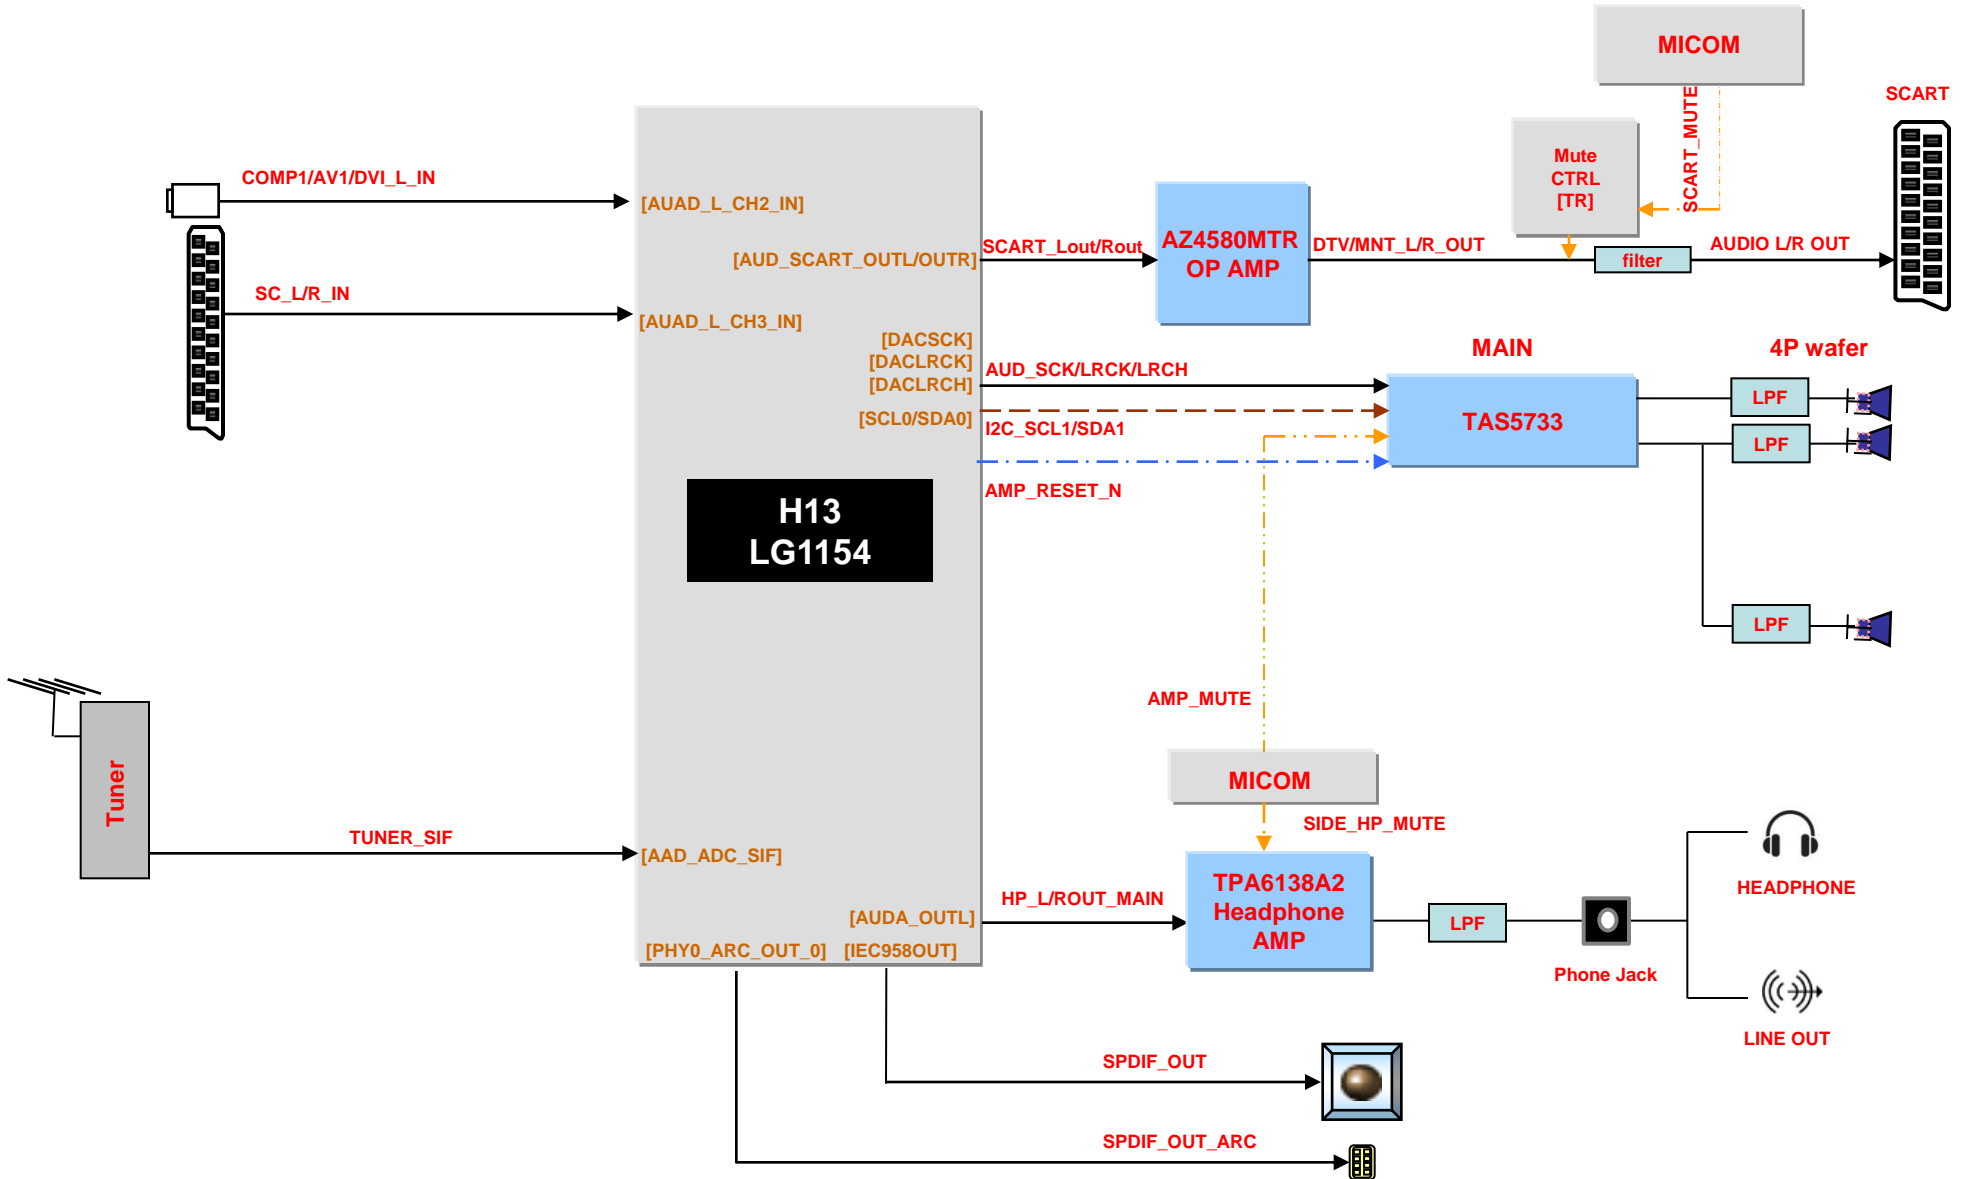 MICOM
SCART_MUTE
SCART
Mute
CTRL
[TR]
COMP1/AV1/DVI_L_IN
[AUAD_L_CH2_IN]
[AUD_SCART_OUTL/OUTR]
SCART_Lout/Rout
AZ4580MTR
OP AMP
DTV/MNT_L/R_OUT
filter
AUDIO L/R OUT
SC_L/R_IN
[AUAD_L_CH3_IN]
[DACSCK]
[DACLRCK]
[DACLRCH]
[SCL0/SDA0]
AUD_SCK/LRCK/LRCH
I2C_SCL1/SDA1
AMP_RESET_N
MAIN
TAS5733
4P wafer
LPF
LPF
LPF
H13
LG1154
AMP_MUTE
MICOM
SIDE_HP_MUTE
Tuner
TUNER_SIF
[AAD_ADC_SIF]
[AUDA_OUTL]
HP_L/ROUT_MAIN
TPA6138A2
Headphone
AMP
LPF
Phone Jack
HEADPHONE
LINE OUT
[PHY0_ARC_OUT_0]
[IEC958OUT]
SPDIF_OUT
SPDIF_OUT_ARC